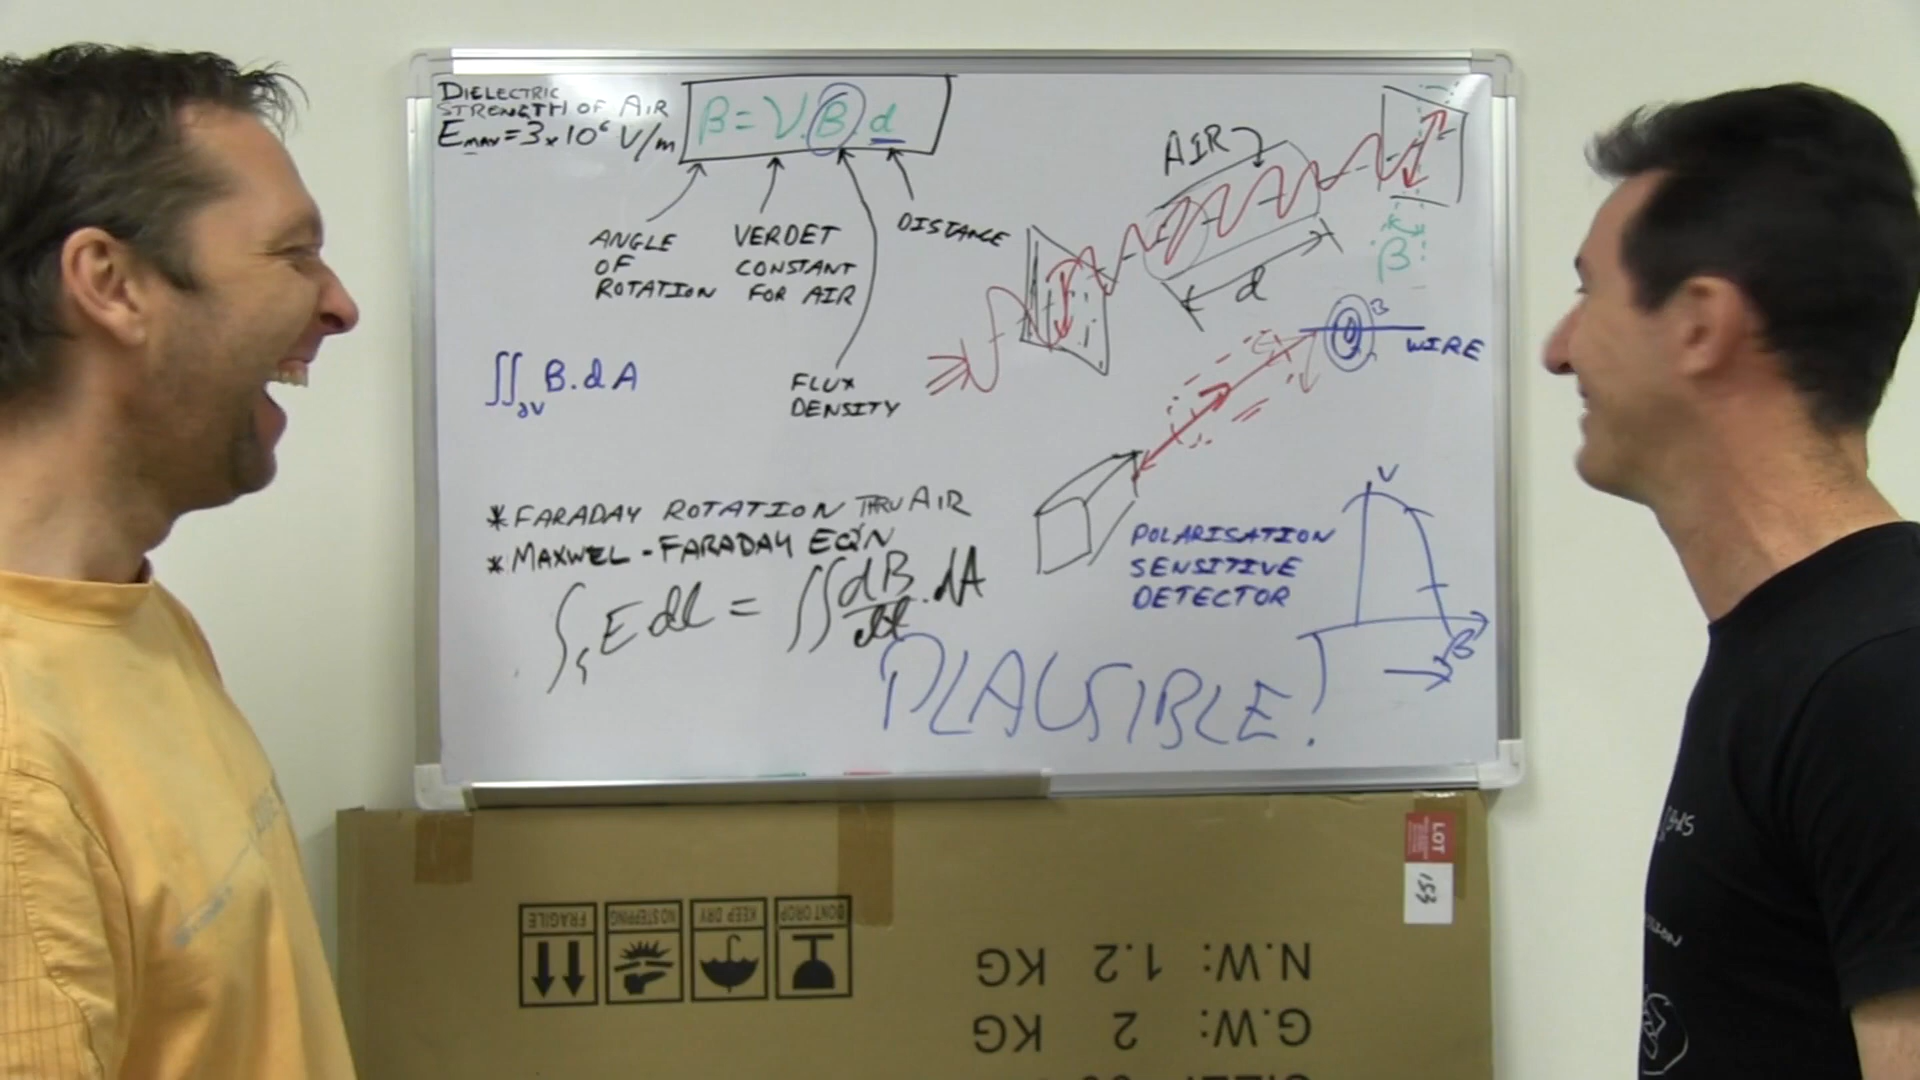 DIELECTRIC
STRENGTH OF AIR
Emax=3x10⁶ V/m
β=V.B.d
ANGLE
OF
ROTATION
VERDET
CONSTANT
FOR AIR
FLUX
DENSITY
DISTANCE
AIR
d
β
B
WIRE
∬∂V B.dA
*FARADAY ROTATION THRU AIR
*MAXWEL-FARADAY EQ'N
E dl = ∬ dB/dt . dA
POLARISATION
SENSITIVE
DETECTOR
V
β
PLAUSIBLE!
LOT
153
FRAGILE
NO STEPPING
KEEP DRY
DONT DROP
N.W: 1.2 KG
G.W: 2 KG